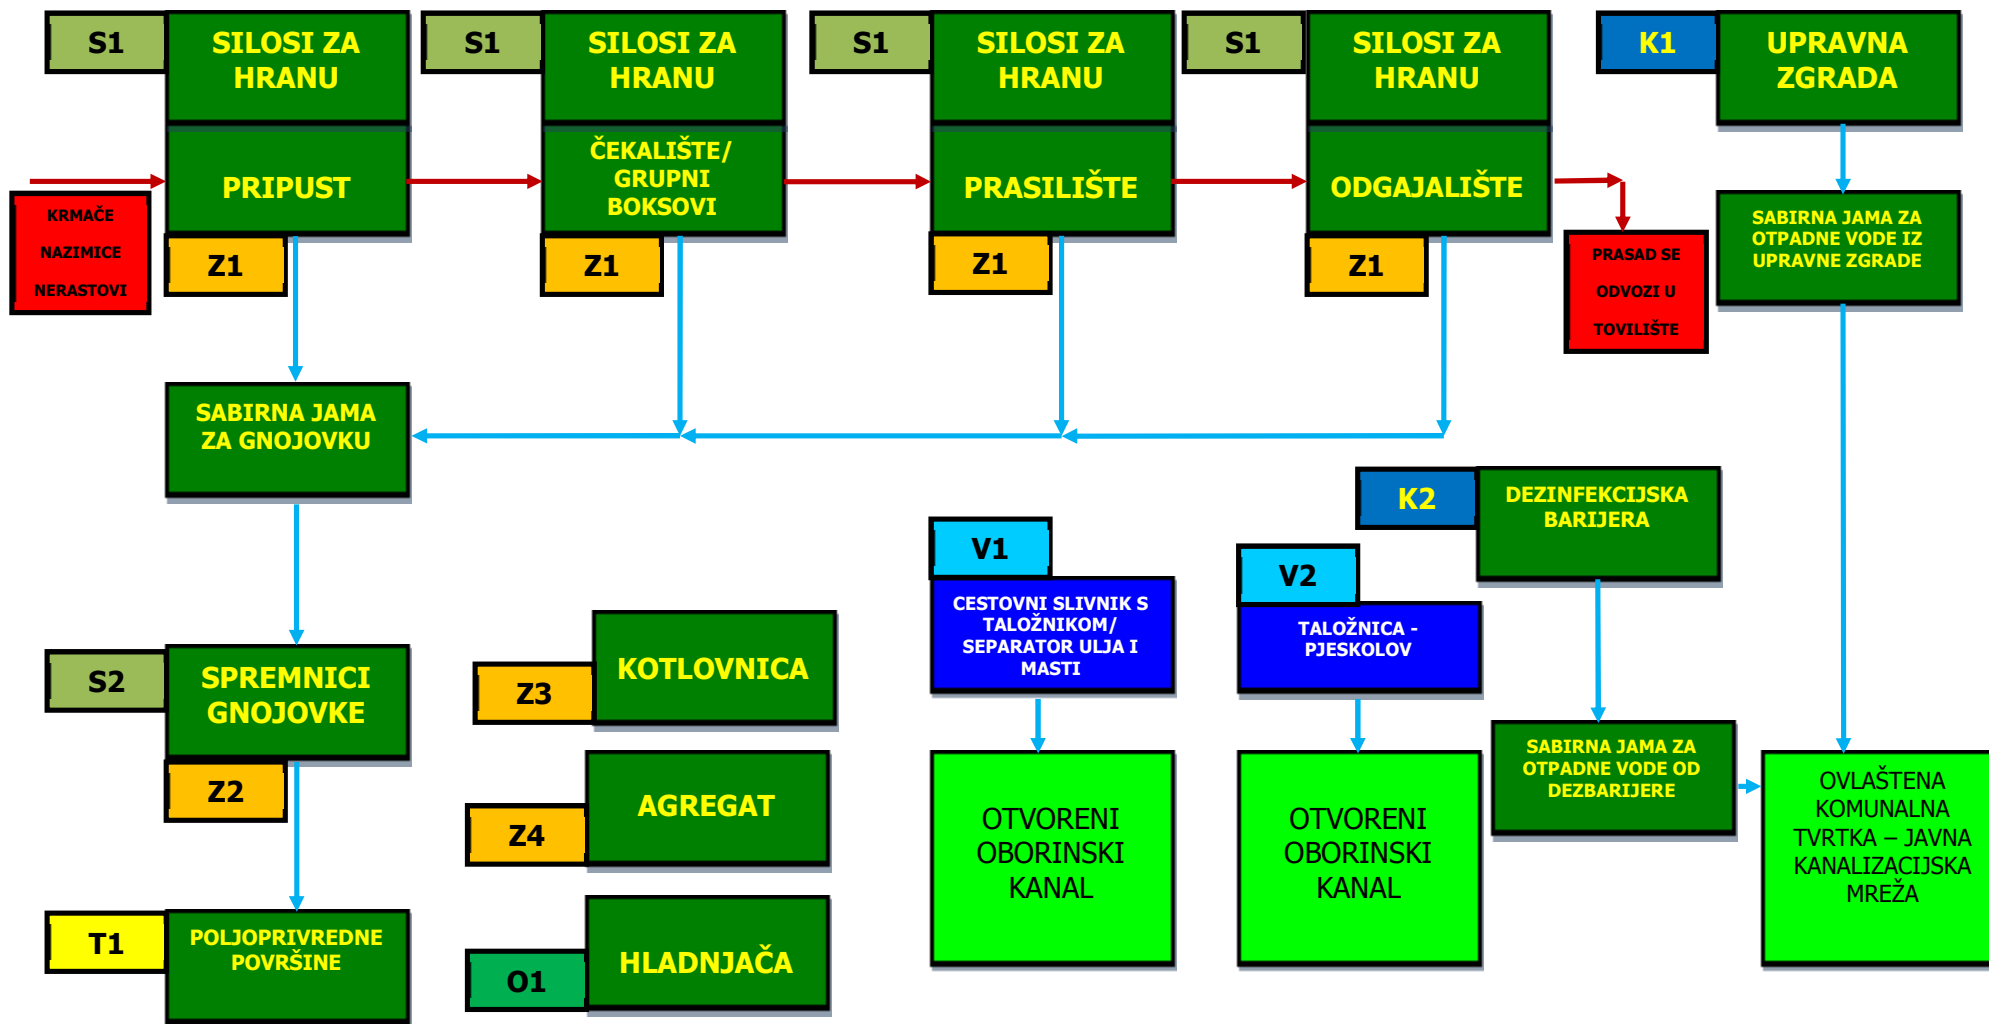 S1
SILOSI ZA
HRANU
S1
SILOSI ZA
HRANU
S1
SILOSI ZA
HRANU
S1
SILOSI ZA
HRANU
K1
UPRAVNA
ZGRADA
KRMAČE
NAZIMICE
NERASTOVI
PRIPUST
Z1
ČEKALIŠTE/
GRUPNI
BOKSOVI
Z1
PRASILIŠTE
Z1
ODGAJALIŠTE
Z1
PRASAD SE
ODVOZI U
TOVILIŠTE
SABIRNA JAMA ZA
OTPADNE VODE IZ
UPRAVNE ZGRADE
SABIRNA JAMA
ZA GNOJOVKU
K2
DEZINFEKCIJSKA
BARIJERA
V1
CESTOVNI SLIVNIK S
TALOŽNIKOM/
SEPARATOR ULJA I
MASTI
V2
TALOŽNICA -
PJESKOLOV
S2
SPREMNICI
GNOJOVKE
Z2
Z3
KOTLOVNICA
Z4
AGREGAT
O1
HLADNJAČA
T1
POLJOPRIVREDNE
POVRŠINE
OTVORENI
OBORINSKI
KANAL
OTVORENI
OBORINSKI
KANAL
SABIRNA JAMA ZA
OTPADNE VODE OD
DEZBARIJERE
OVLAŠTENA
KOMUNALNA
TVRTKA – JAVNA
KANALIZACIJSKA
MREŽA